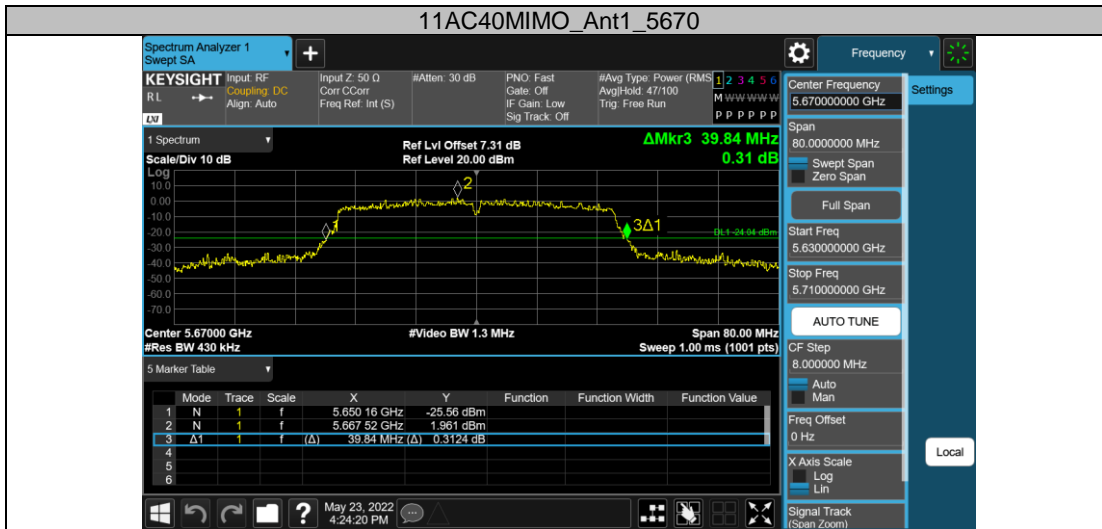 11AC40MIMO_Ant1_5670
Spectrum Analyzer 1
Swept SA
Frequency
KEYSIGHT
Input: RF
Input Z: 50 Ω
#Atten: 30 dB
PNO: Fast
#Avg Type: Power (RMS
1 2 3 4 5 6
RL
Coupling: DC
Corr CCorr
Gate: Off
Avg|Hold: 47/100
M W W W W W
Align: Auto
Freq Ref: Int (S)
IF Gain: Low
Trig: Free Run
Sig Track: Off
P P P P P P
LXI
1 Spectrum
Ref Lvl Offset 7.31 dB
ΔMkr3 39.84 MHz
Scale/Div 10 dB
Ref Level 20.00 dBm
0.31 dB
Log
10.0
0.00
-10.0
-20.0
-30.0
-40.0
-50.0
-60.0
-70.0
2
3Δ1
DL1 -24.04 dBm
Center 5.67000 GHz
#Video BW 1.3 MHz
Span 80.00 MHz
#Res BW 430 kHz
Sweep 1.00 ms (1001 pts)
5 Marker Table
Mode Trace Scale X Y Function Function Width Function Value
1 N 1 f 5.650 16 GHz -25.56 dBm
2 N 1 f 5.667 52 GHz 1.961 dBm
3 Δ1 1 f (Δ) 39.84 MHz (Δ) 0.3124 dB
4
5
6
May 23, 2022
4:24:20 PM
Center Frequency
5.670000000 GHz
Settings
Span
80.0000000 MHz
Swept Span
Zero Span
Full Span
Start Freq
5.630000000 GHz
Stop Freq
5.710000000 GHz
AUTO TUNE
CF Step
8.000000 MHz
Auto
Man
Freq Offset
0 Hz
Local
X Axis Scale
Log
Lin
Signal Track
(Span Zoom)